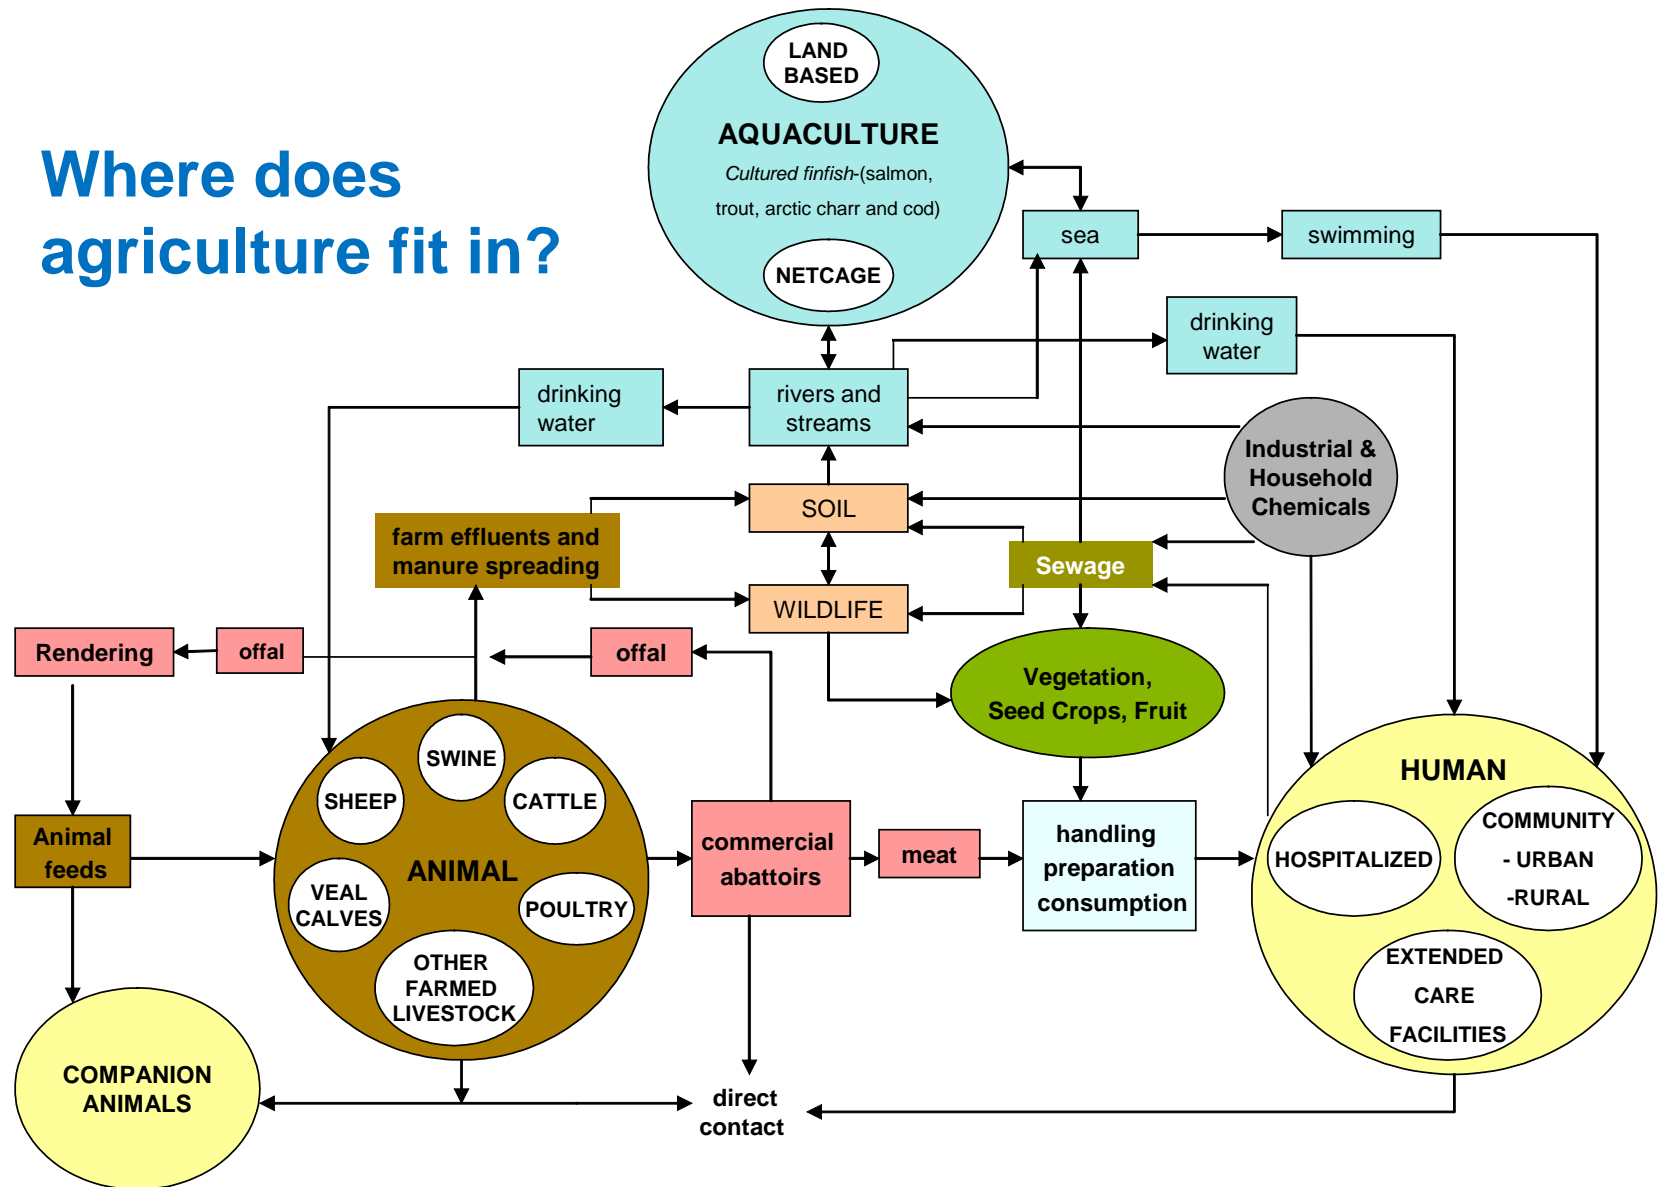 Where does
agriculture fit in?
LAND
BASED
AQUACULTURE
Cultured finfish-(salmon,
trout, arctic charr and cod)
NETCAGE
sea
swimming
drinking
water
drinking
water
rivers and
streams
Industrial &
Household
Chemicals
SOIL
farm effluents and
manure spreading
Sewage
WILDLIFE
Rendering
offal
offal
Vegetation,
Seed Crops, Fruit
SWINE
SHEEP
CATTLE
ANIMAL
VEAL
CALVES
POULTRY
OTHER
FARMED
LIVESTOCK
Animal
feeds
commercial
abattoirs
meat
handling
preparation
consumption
HUMAN
HOSPITALIZED
COMMUNITY
- URBAN
-RURAL
EXTENDED
CARE
FACILITIES
COMPANION
ANIMALS
direct
contact